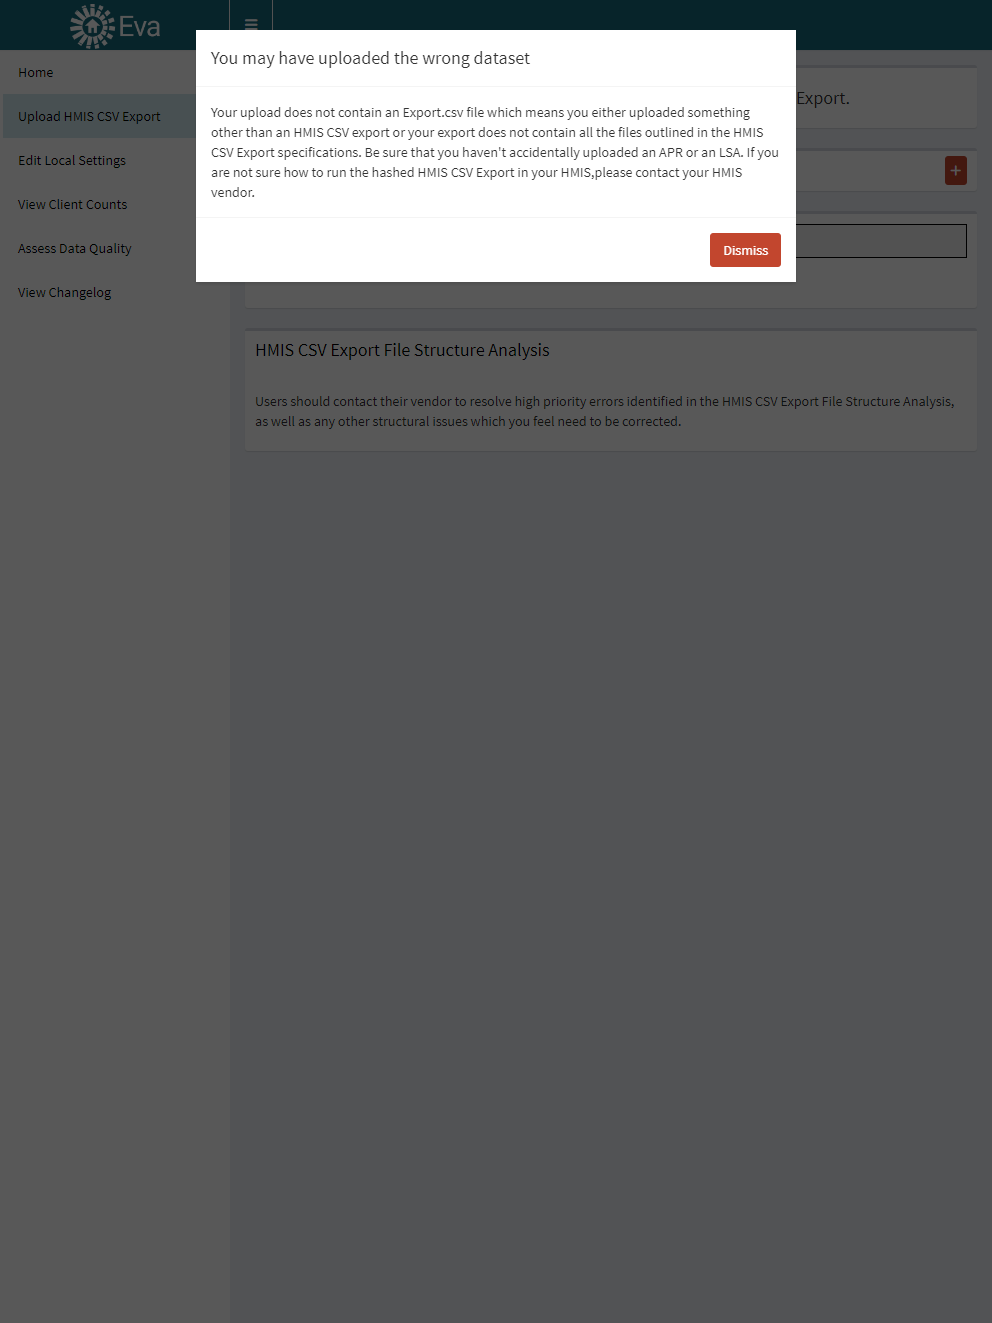 Eva
You may have uploaded the wrong dataset
Your upload does not contain an Export.csv file which means you either uploaded something
other than an HMIS CSV export or your export does not contain all the files outlined in the HMIS
CSV Export specifications. Be sure that you haven't accidentally uploaded an APR or an LSA. If you
are not sure how to run the hashed HMIS CSV Export in your HMIS,please contact your HMIS
vendor.
Dismiss
Home
Upload HMIS CSV Export
Edit Local Settings
View Client Counts
Assess Data Quality
View Changelog
Export.
+
HMIS CSV Export File Structure Analysis
Users should contact their vendor to resolve high priority errors identified in the HMIS CSV Export File Structure Analysis,
as well as any other structural issues which you feel need to be corrected.